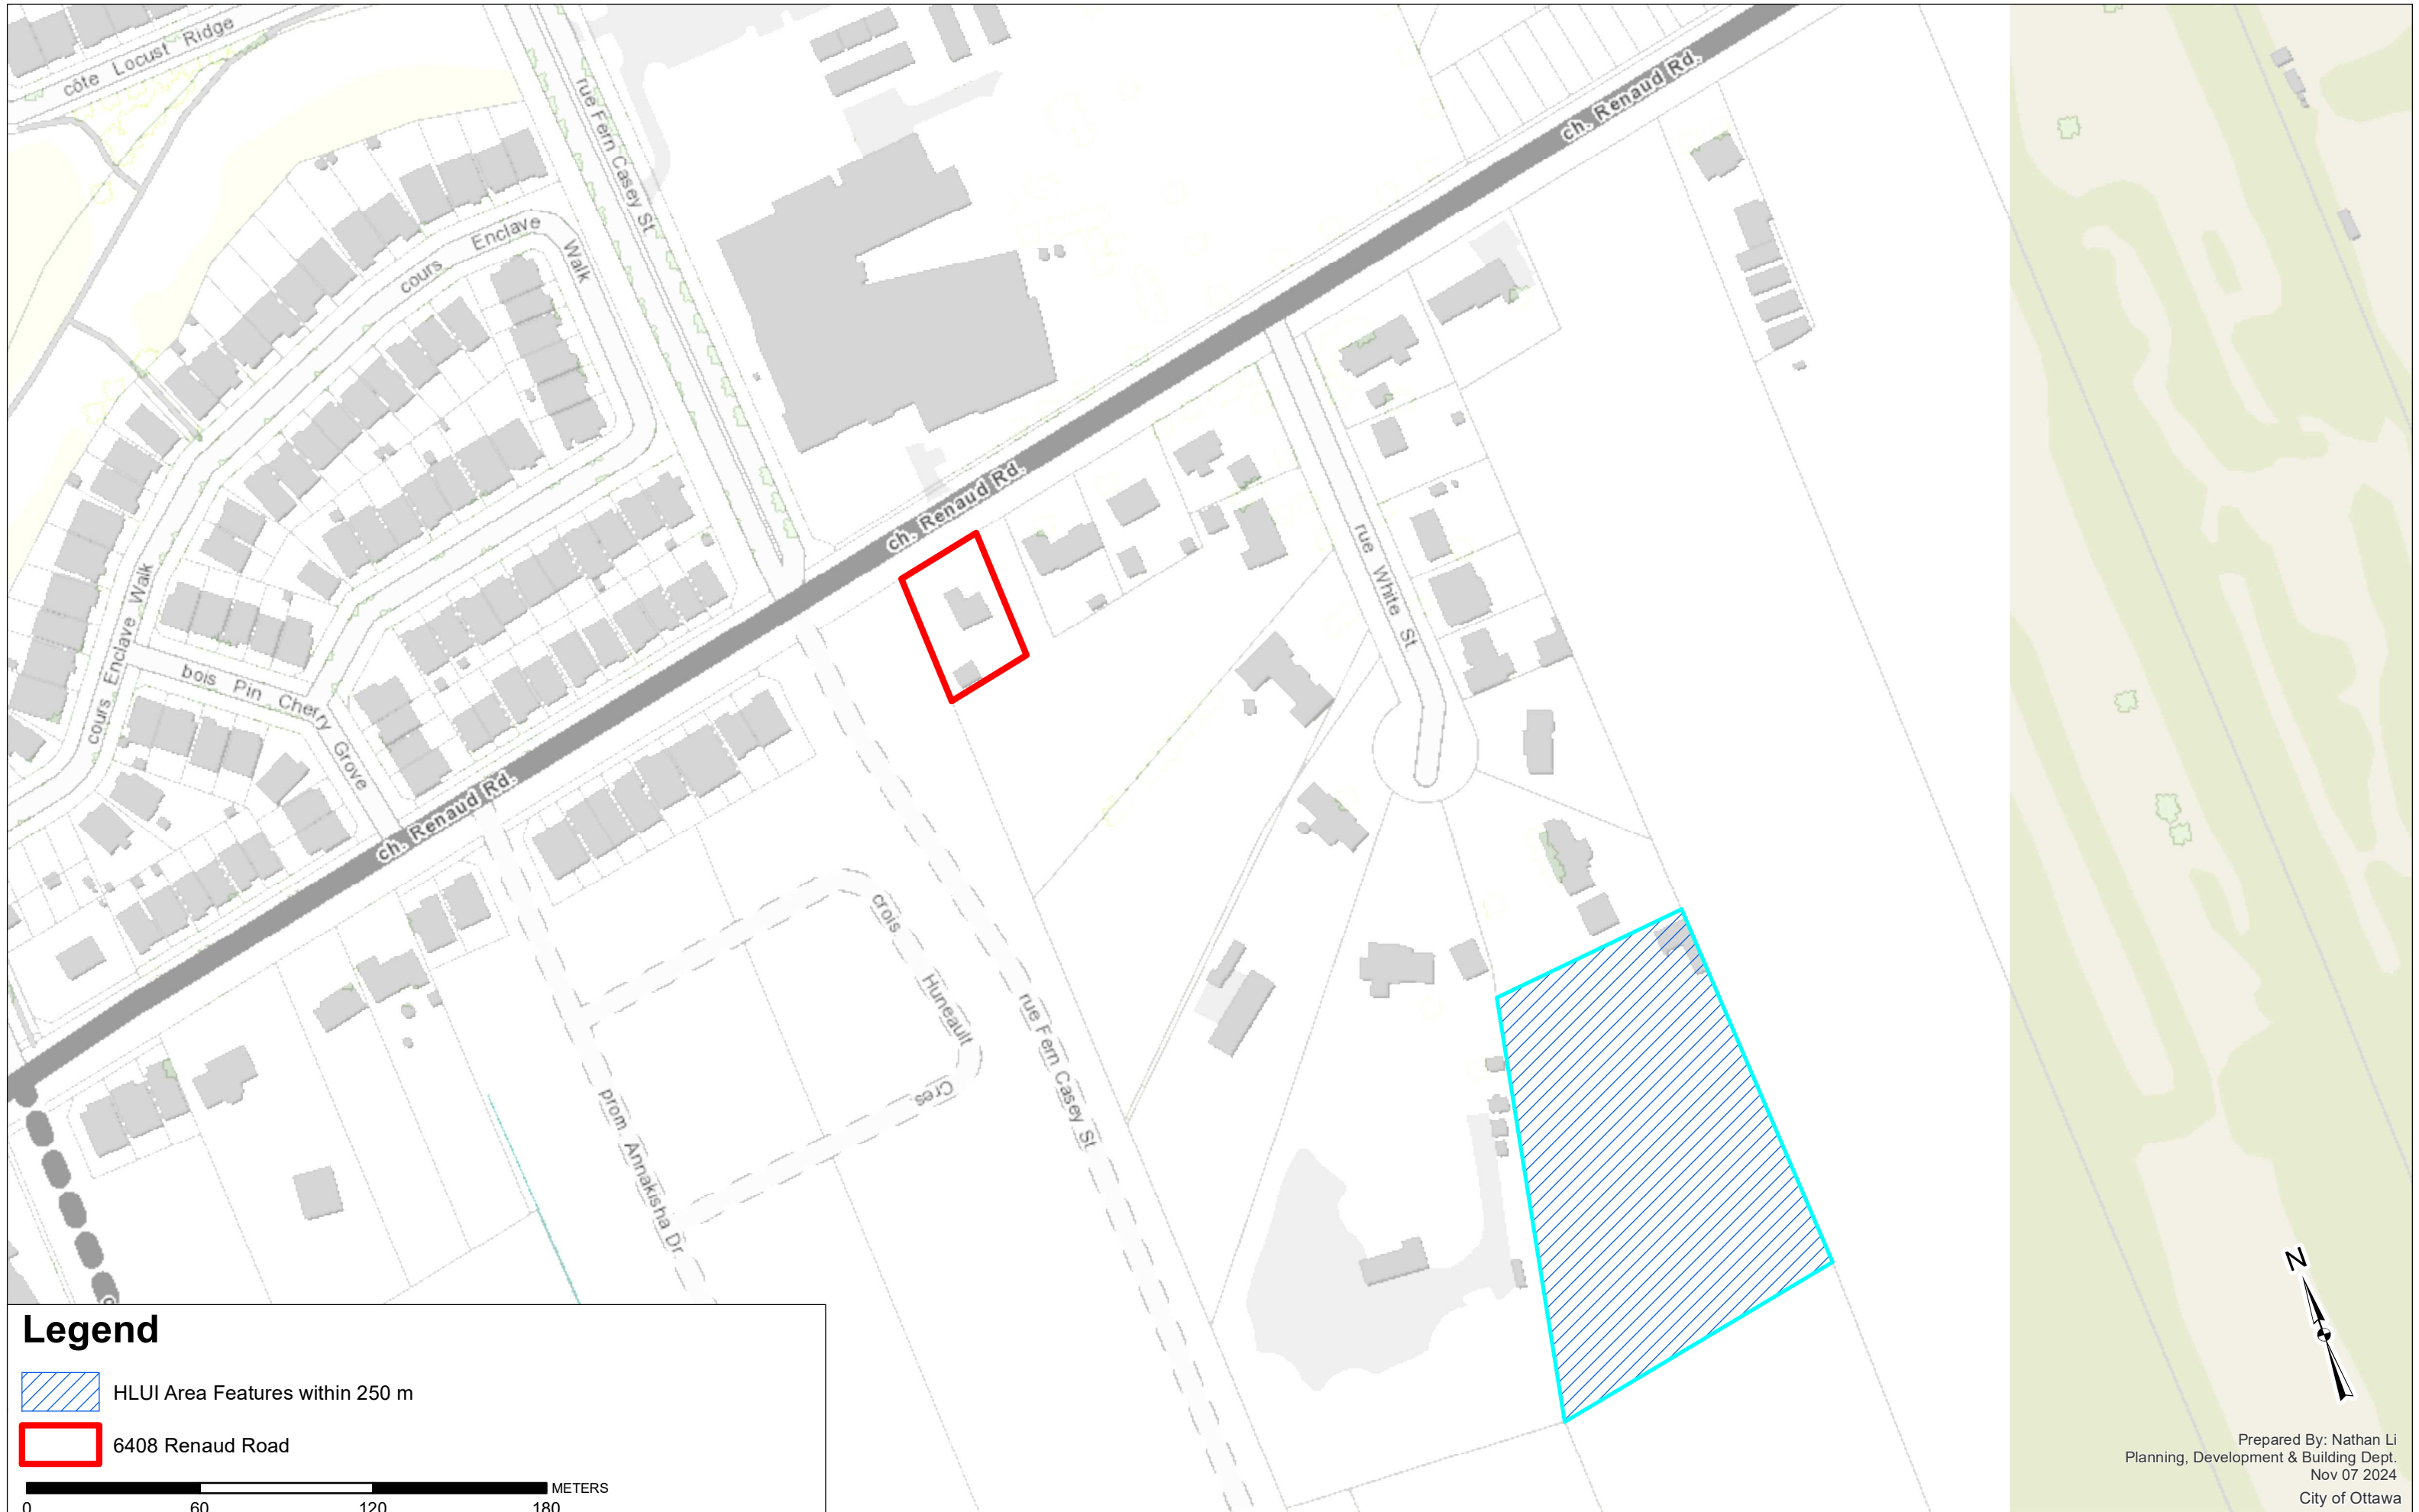 côte Locust Ridge
rue Fern Casey St
ch. Renaud Rd.
cours Enclave Walk
ch. Renaud Rd.
rue White St
cours Enclave Walk
bois Pin Cherry Grove
ch. Renaud Rd.
crois Huneault Cres
rue Fern Casey St
prom. Annakisha Dr
N
Legend
HLUI Area Features within 250 m
6408 Renaud Road
METERS
0 60 120 180
Prepared By: Nathan Li
Planning, Development & Building Dept.
Nov 07 2024
City of Ottawa